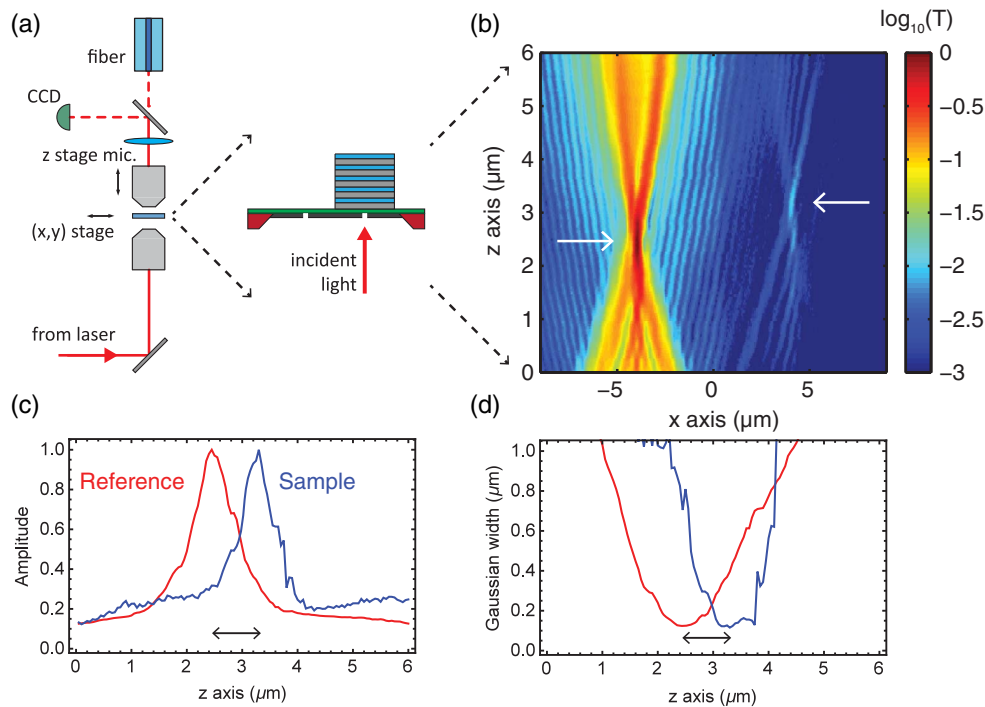 (a)
fiber
CCD
z stage mic.
(x,y) stage
from laser
incident
light
(b)
log10(T)
z axis (µm)
6
5
4
3
2
1
0
−5
0
5
x axis (µm)
0
−0.5
−1
−1.5
−2
−2.5
−3
(c)
Amplitude
1.0
0.8
0.6
0.4
0.2
0.0
Reference
Sample
0 1 2 3 4 5 6
z axis (µm)
(d)
Gaussian width (µm)
1.0
0.8
0.6
0.4
0.2
0.0
0 1 2 3 4 5 6
z axis (µm)